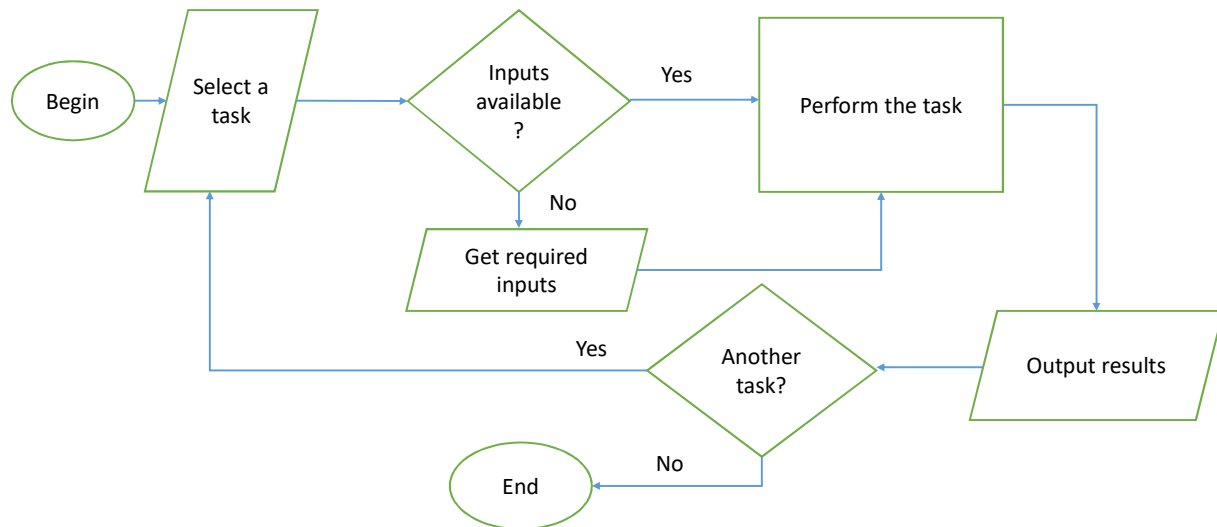 Begin
Select a
task
Inputs
available
?
Yes
Perform the task
No
Get required
inputs
Output results
Another
task?
Yes
No
End